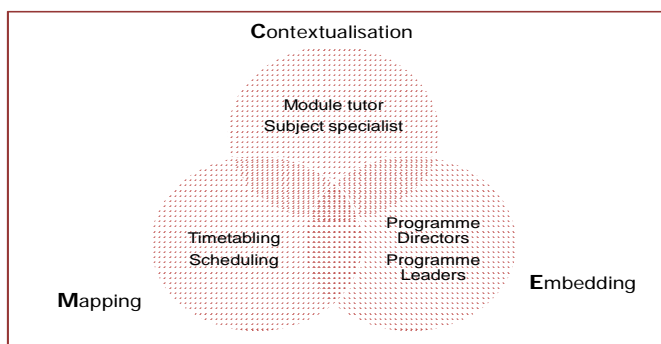 Contextualisation
Module tutor
Subject specialist
Timetabling
Scheduling
Programme
Directors
Programme
Leaders
Mapping
Embedding